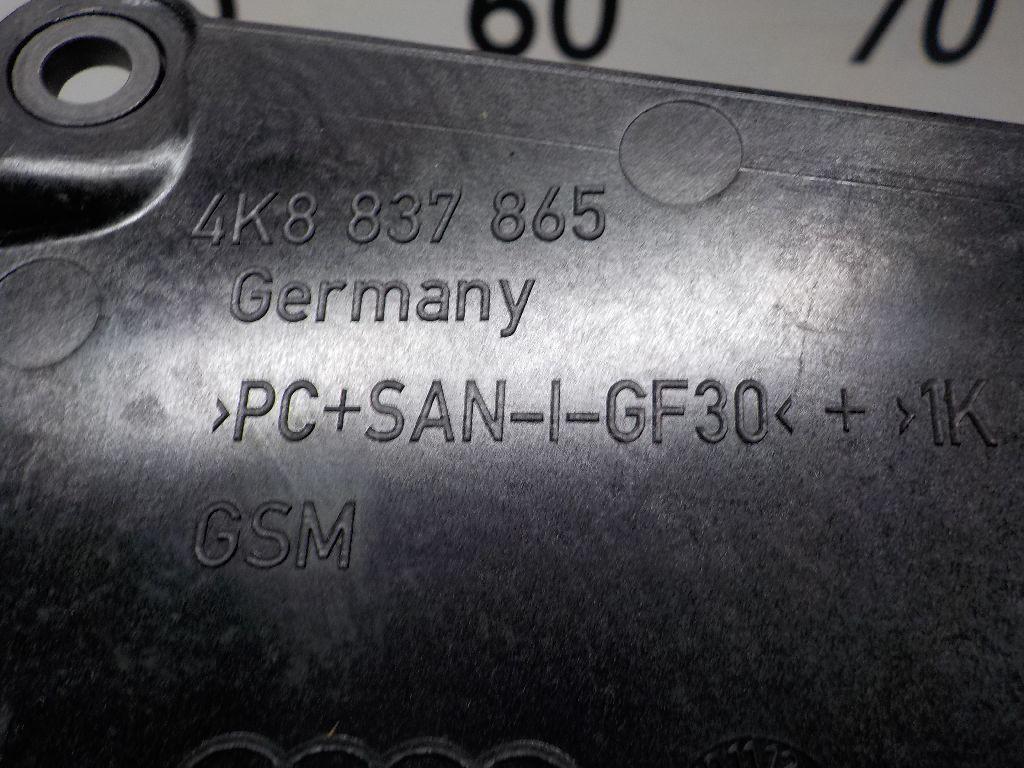 60 70
4K8 837 865
Germany
>PC+SAN-I-GF30< + >1K
GSM